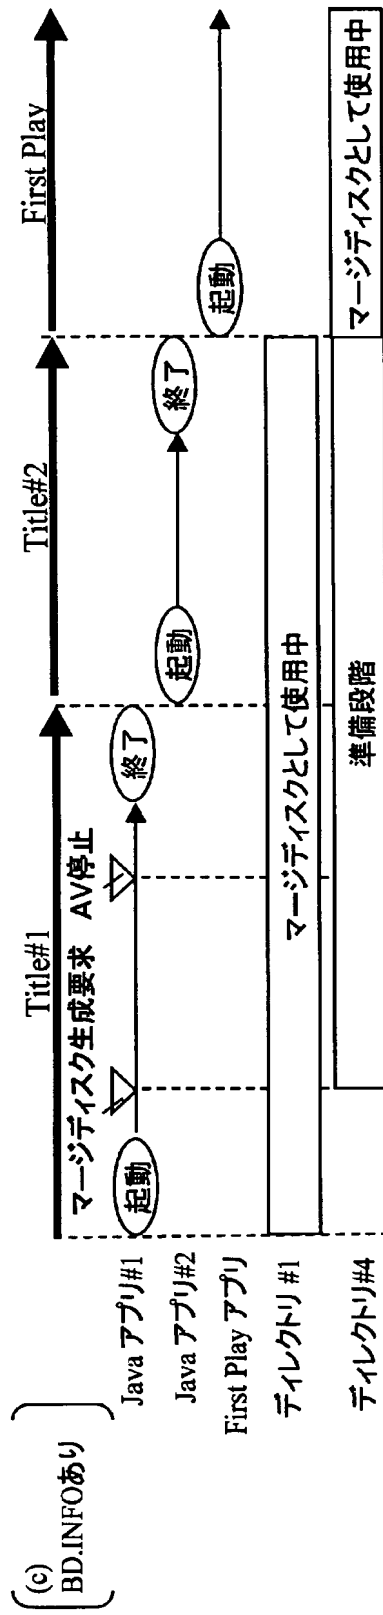 (c)
BD.INFOあり
Title#1
Title#2
First Play
マージディスク生成要求
AV停止
Java アプリ#1
起動
終了
Java アプリ#2
起動
終了
First Play アプリ
起動
ディレクトリ #1
マージディスクとして使用中
ディレクトリ#4
準備段階
マージディスクとして使用中